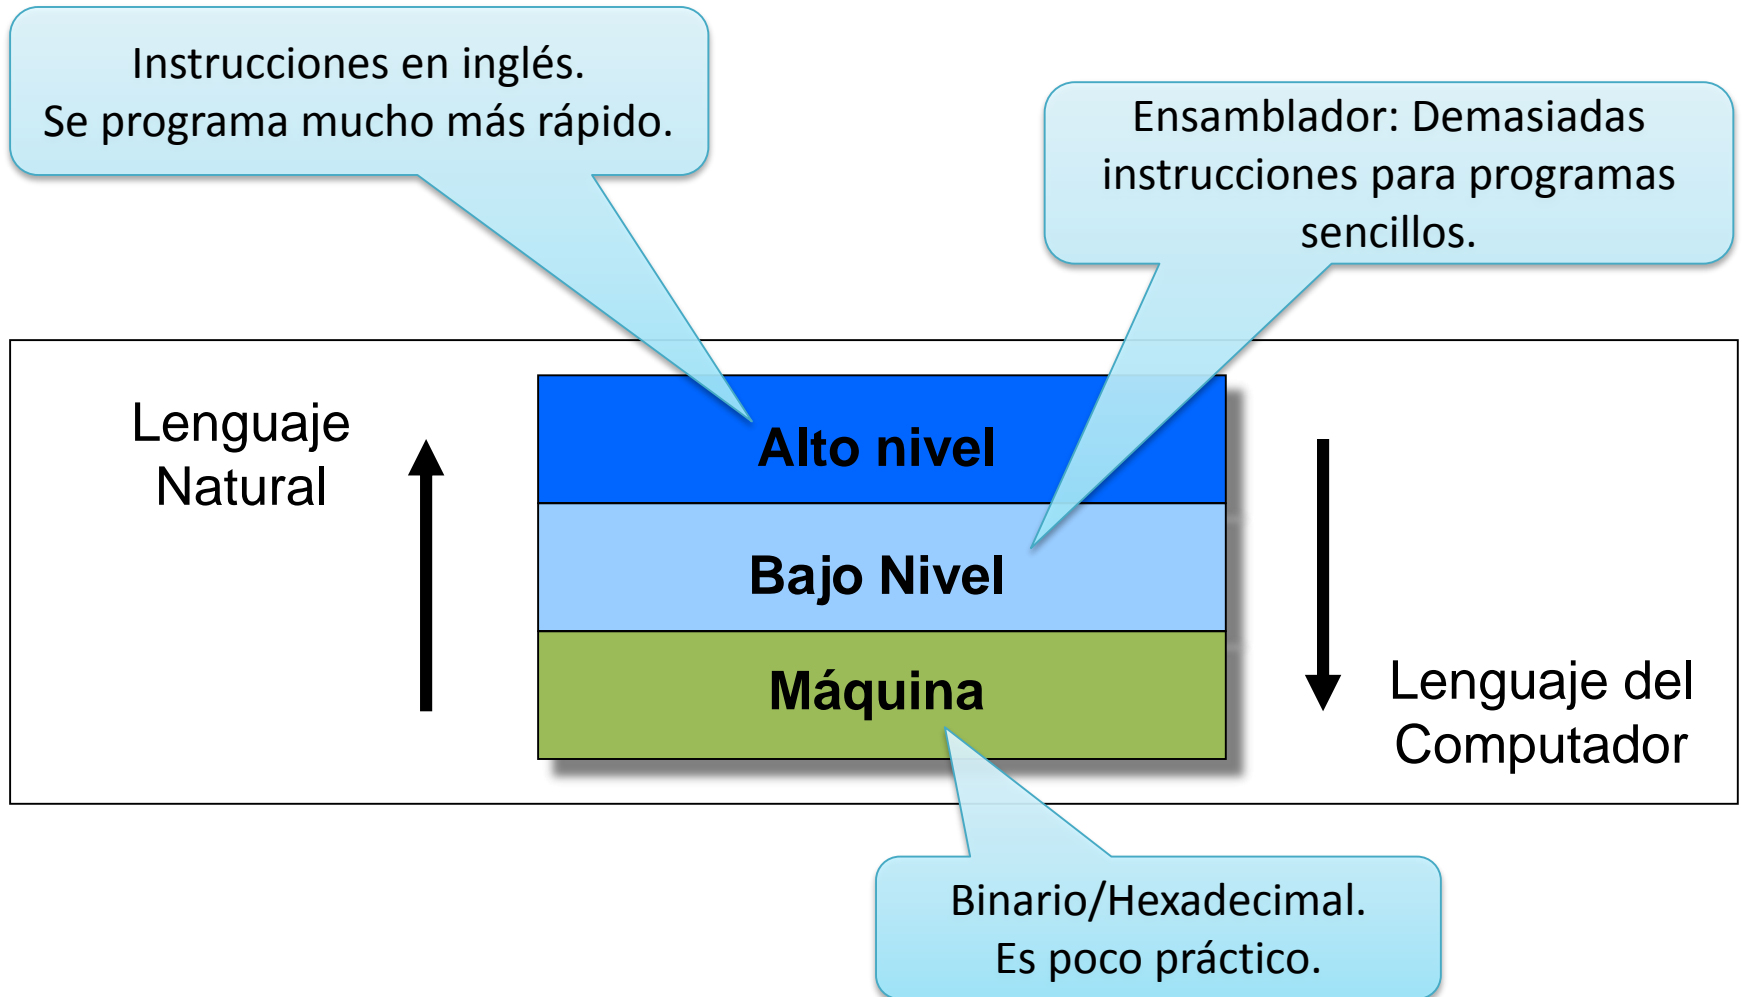 Instrucciones en inglés.
Se programa mucho más rápido.
Ensamblador: Demasiadas
instrucciones para programas
sencillos.
Lenguaje
Natural
Alto nivel
Bajo Nivel
Máquina
Lenguaje del
Computador
Binario/Hexadecimal.
Es poco práctico.